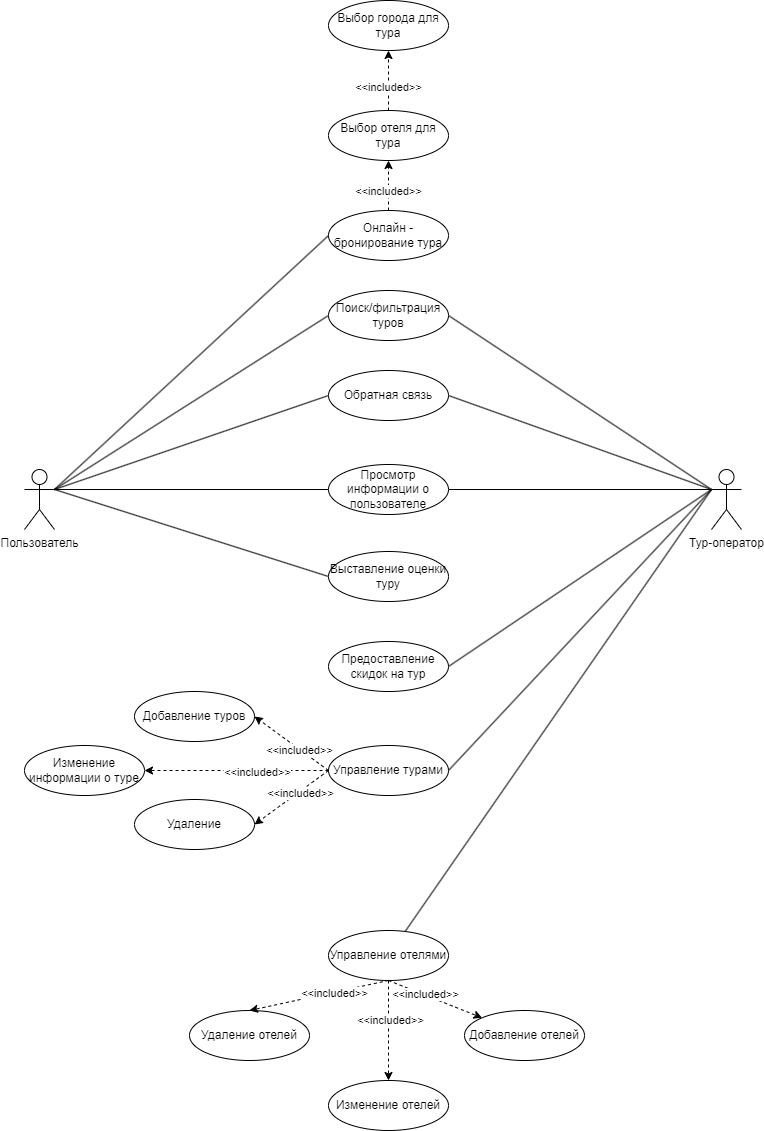 Выбор города для
тура
<<included>>
Выбор отеля для
тура
<<included>>
Онлайн -
бронирование тура
Поиск/фильтрация
туров
Обратная связь
Просмотр
информации о
пользователе
Пользователь
Тур-оператор
Выставление оценки
туру
Предоставление
скидок на тур
Добавление туров
<<included>>
Изменение
информации о туре
<<included>>
Управление турами
<<included>>
Удаление
Управление отелями
<<included>>
<<included>>
<<included>>
Удаление отелей
Добавление отелей
Изменение отелей